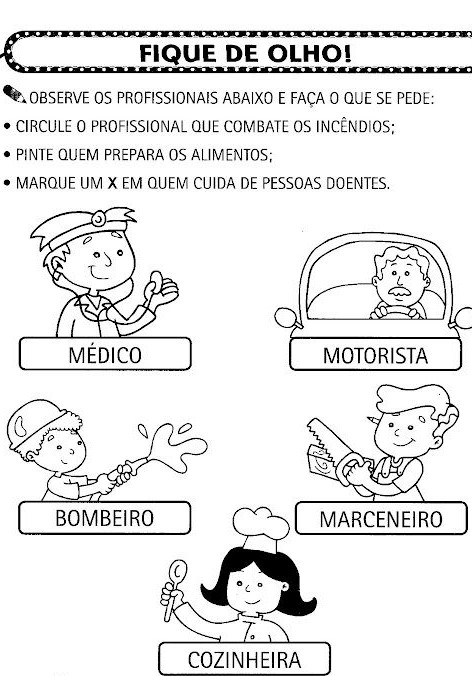 FIQUE DE OLHO!
OBSERVE OS PROFISSIONAIS ABAIXO E FAÇA O QUE SE PEDE:
• CIRCULE O PROFISSIONAL QUE COMBATE OS INCÊNDIOS;
• PINTE QUEM PREPARA OS ALIMENTOS;
• MARQUE UM X EM QUEM CUIDA DE PESSOAS DOENTES.
MÉDICO
MOTORISTA
BOMBEIRO
MARCENEIRO
COZINHEIRA